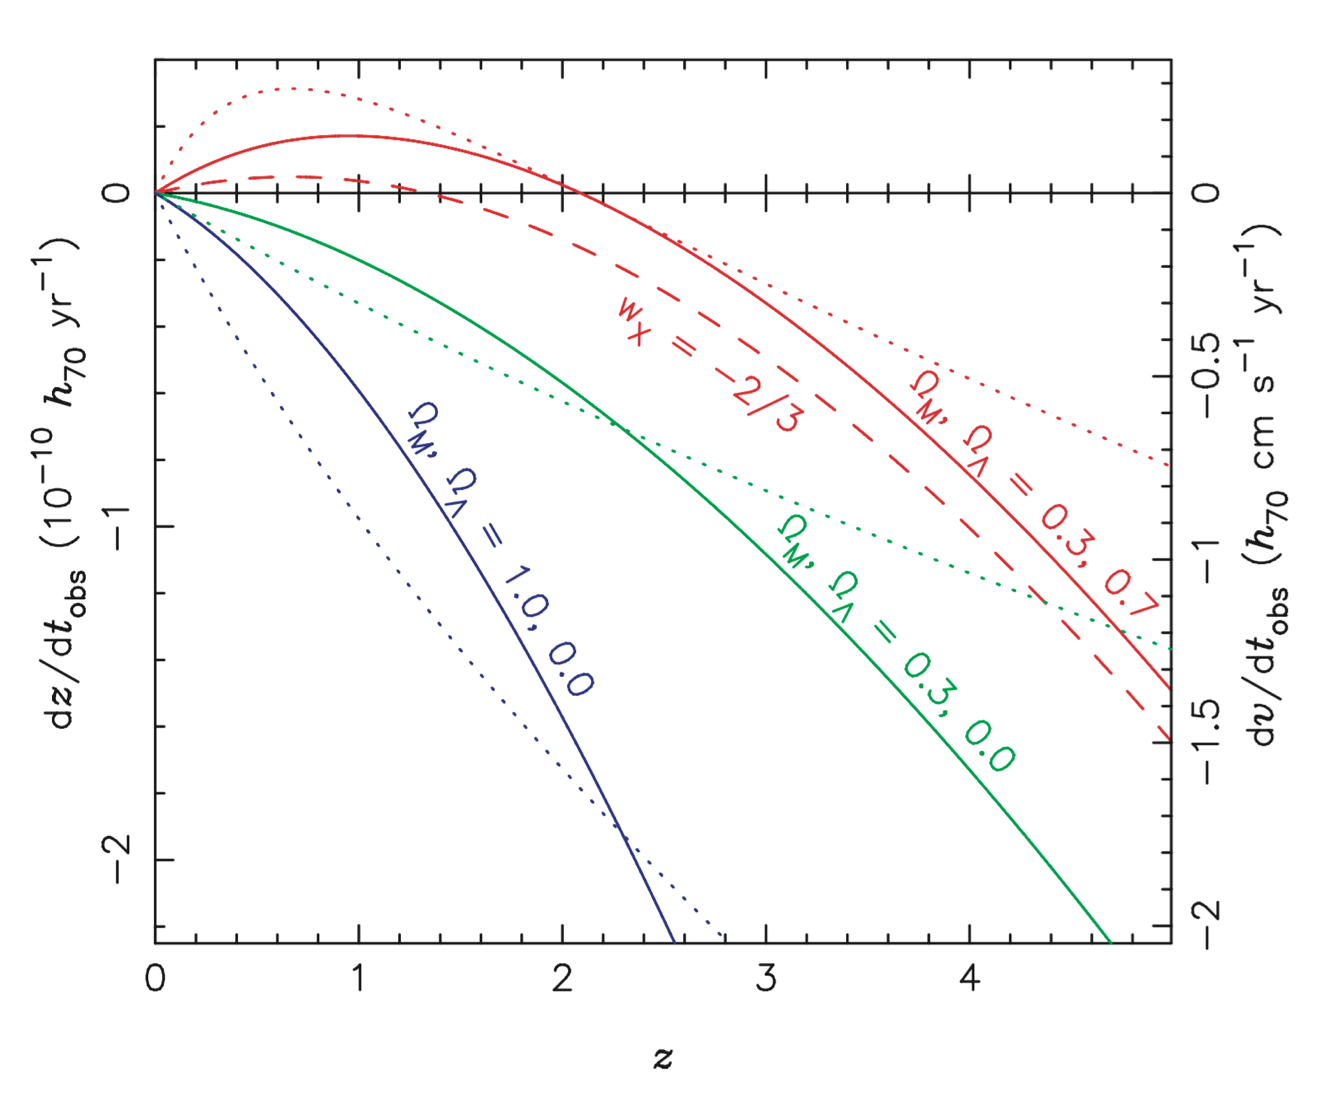 dz/dt_obs (10⁻¹⁰ h₇₀ yr⁻¹)
0
−1
−2
0 1 2 3 4
z
0
−0.5
−1
−1.5
−2
dv/dt_obs (h₇₀ cm s⁻¹ yr⁻¹)
w_X = −2/3
Ω_M, Ω_Λ = 0.3, 0.7
Ω_M, Ω_Λ = 1.0, 0.0
Ω_M, Ω_Λ = 0.3, 0.0